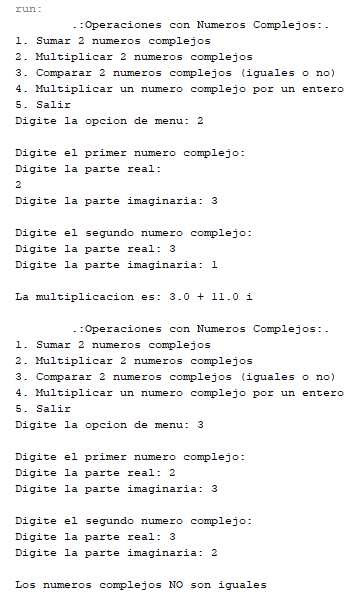 run:
.:Operaciones con Numeros Complejos:.
1. Sumar 2 numeros complejos
2. Multiplicar 2 numeros complejos
3. Comparar 2 numeros complejos (iguales o no)
4. Multiplicar un numero complejo por un entero
5. Salir
Digite la opcion de menu: 2
Digite el primer numero complejo:
Digite la parte real:
2
Digite la parte imaginaria: 3
Digite el segundo numero complejo:
Digite la parte real: 3
Digite la parte imaginaria: 1
La multiplicacion es: 3.0 + 11.0 i
.:Operaciones con Numeros Complejos:.
1. Sumar 2 numeros complejos
2. Multiplicar 2 numeros complejos
3. Comparar 2 numeros complejos (iguales o no)
4. Multiplicar un numero complejo por un entero
5. Salir
Digite la opcion de menu: 3
Digite el primer numero complejo:
Digite la parte real: 2
Digite la parte imaginaria: 3
Digite el segundo numero complejo:
Digite la parte real: 3
Digite la parte imaginaria: 2
Los numeros complejos NO son iguales